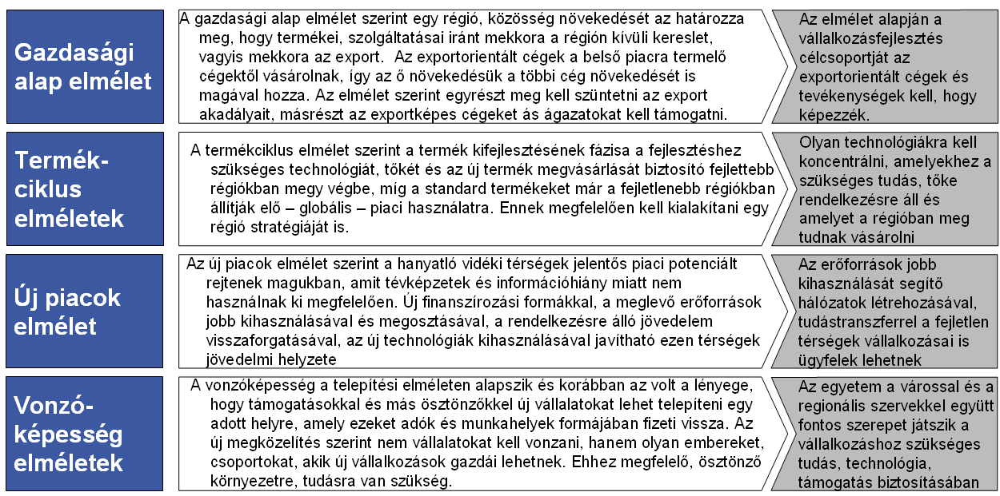 Gazdasági
alap elmélet
A gazdasági alap elmélet szerint egy régió, közösség növekedését az határozza
meg, hogy termékei, szolgáltatásai iránt mekkora a régión kívüli kereslet,
vagyis mekkora az export. Az exportorientált cégek a belső piacra termelő
cégektől vásárolnak, így az ő növekedésük a többi cég növekedését is
magával hozza. Az elmélet szerint egyrészt meg kell szüntetni az export
akadályait, másrészt az exportképes cégeket ás ágazatokat kell támogatni.
Az elmélet alapján a
vállalkozásfejlesztés
célcsoportját az
exportorientált cégek és
tevékenységek kell, hogy
képezzék.
Termék-
ciklus
elméletek
A termékciklus elmélet szerint a termék kifejlesztésének fázisa a fejlesztéshez
szükséges technológiát, tőkét és az új termék megvásárlását biztosító fejlettebb
régiókban megy végbe, míg a standard termékeket már a fejletlenebb régiókban
állítják elő – globális – piaci használatra. Ennek megfelelően kell kialakítani egy
régió stratégiáját is.
Olyan technológiákra kell
koncentrálni, amelyekhez a
szükséges tudás, tőke
rendelkezésre áll és
amelyet a régióban meg
tudnak vásárolni
Új piacok
elmélet
Az új piacok elmélet szerint a hanyatló vidéki térségek jelentős piaci potenciált
rejtenek magukban, amit tévképzetek és információhiány miatt nem
használnak ki megfelelően. Új finanszírozási formákkal, a meglevő erőforrások
jobb kihasználásával és megosztásával, a rendelkezésre álló jövedelem
visszaforgatásával, az új technológiák kihasználásával javítható ezen térségek
jövedelmi helyzete
Az erőforrások jobb
kihasználását segítő
hálózatok létrehozásával,
tudástranszferrel a fejletlen
térségek vállalkozásai is
ügyfelek lehetnek
Vonzó-
képesség
elméletek
A vonzóképesség a telepítési elméleten alapszik és korábban az volt a lényege,
hogy támogatásokkal és más ösztönzőkkel új vállalatokat lehet telepíteni egy
adott helyre, amely ezeket adók és munkahelyek formájában fizeti vissza. Az
új megközelítés szerint nem vállalatokat kell vonzani, hanem olyan embereket,
csoportokat, akik új vállalkozások gazdái lehetnek. Ehhez megfelelő, ösztönző
környezetre, tudásra van szükség.
Az egyetem a várossal és a
regionális szervekkel együtt
fontos szerepet játszik a
vállalkozáshoz szükséges
tudás, technológia,
támogatás biztosításában